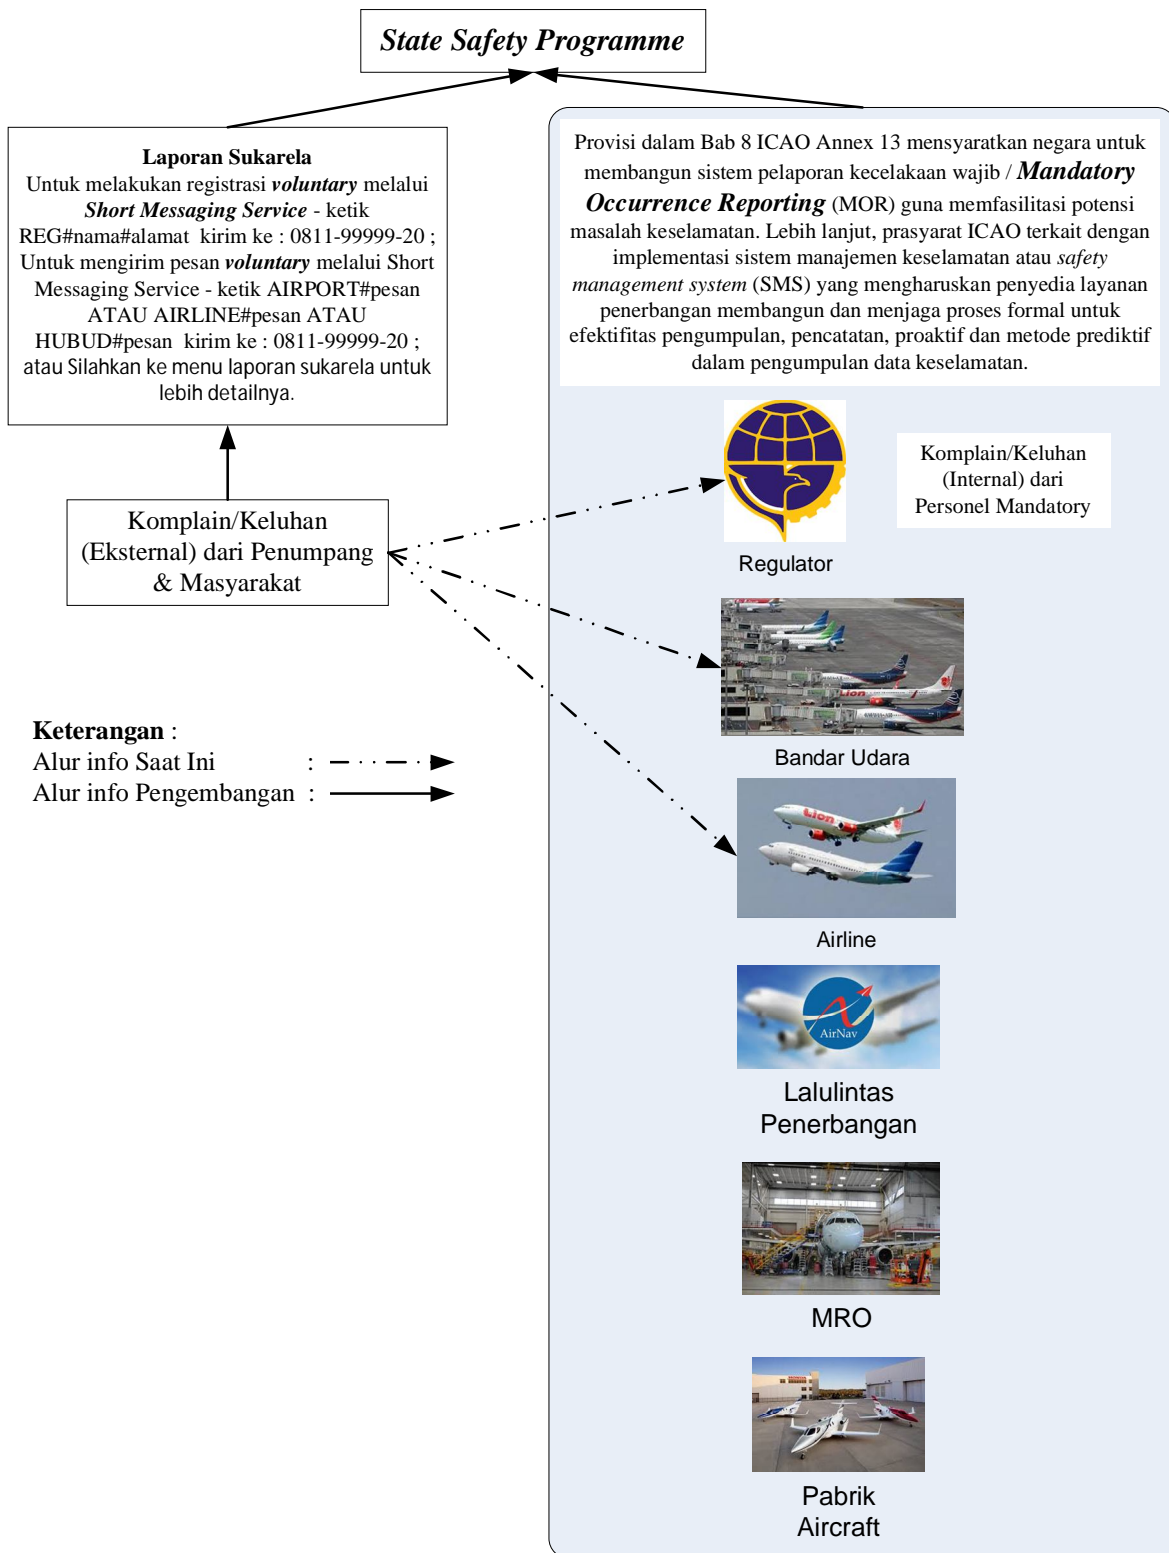 State Safety Programme
Laporan Sukarela
Untuk melakukan registrasi voluntary melalui
Short Messaging Service - ketik
REG#nama#alamat kirim ke : 0811-99999-20 ;
Untuk mengirim pesan voluntary melalui Short
Messaging Service - ketik AIRPORT#pesan
ATAU AIRLINE#pesan ATAU
HUBUD#pesan kirim ke : 0811-99999-20 ;
atau Silahkan ke menu laporan sukarela untuk
lebih detailnya.
Provisi dalam Bab 8 ICAO Annex 13 mensyaratkan negara untuk
membangun sistem pelaporan kecelakaan wajib / Mandatory
Occurrence Reporting (MOR) guna memfasilitasi potensi
masalah keselamatan. Lebih lanjut, prasyarat ICAO terkait dengan
implementasi sistem manajemen keselamatan atau safety
management system (SMS) yang mengharuskan penyedia layanan
penerbangan membangun dan menjaga proses formal untuk
efektifitas pengumpulan, pencatatan, proaktif dan metode prediktif
dalam pengumpulan data keselamatan.
Komplain/Keluhan
(Eksternal) dari Penumpang
& Masyarakat
Komplain/Keluhan
(Internal) dari
Personel Mandatory
Regulator
Lion
Bandar Udara
Keterangan :
Alur info Saat Ini :
Alur info Pengembangan :
Lion
Airline
AirNav
Lalulintas
Penerbangan
MRO
Pabrik
Aircraft